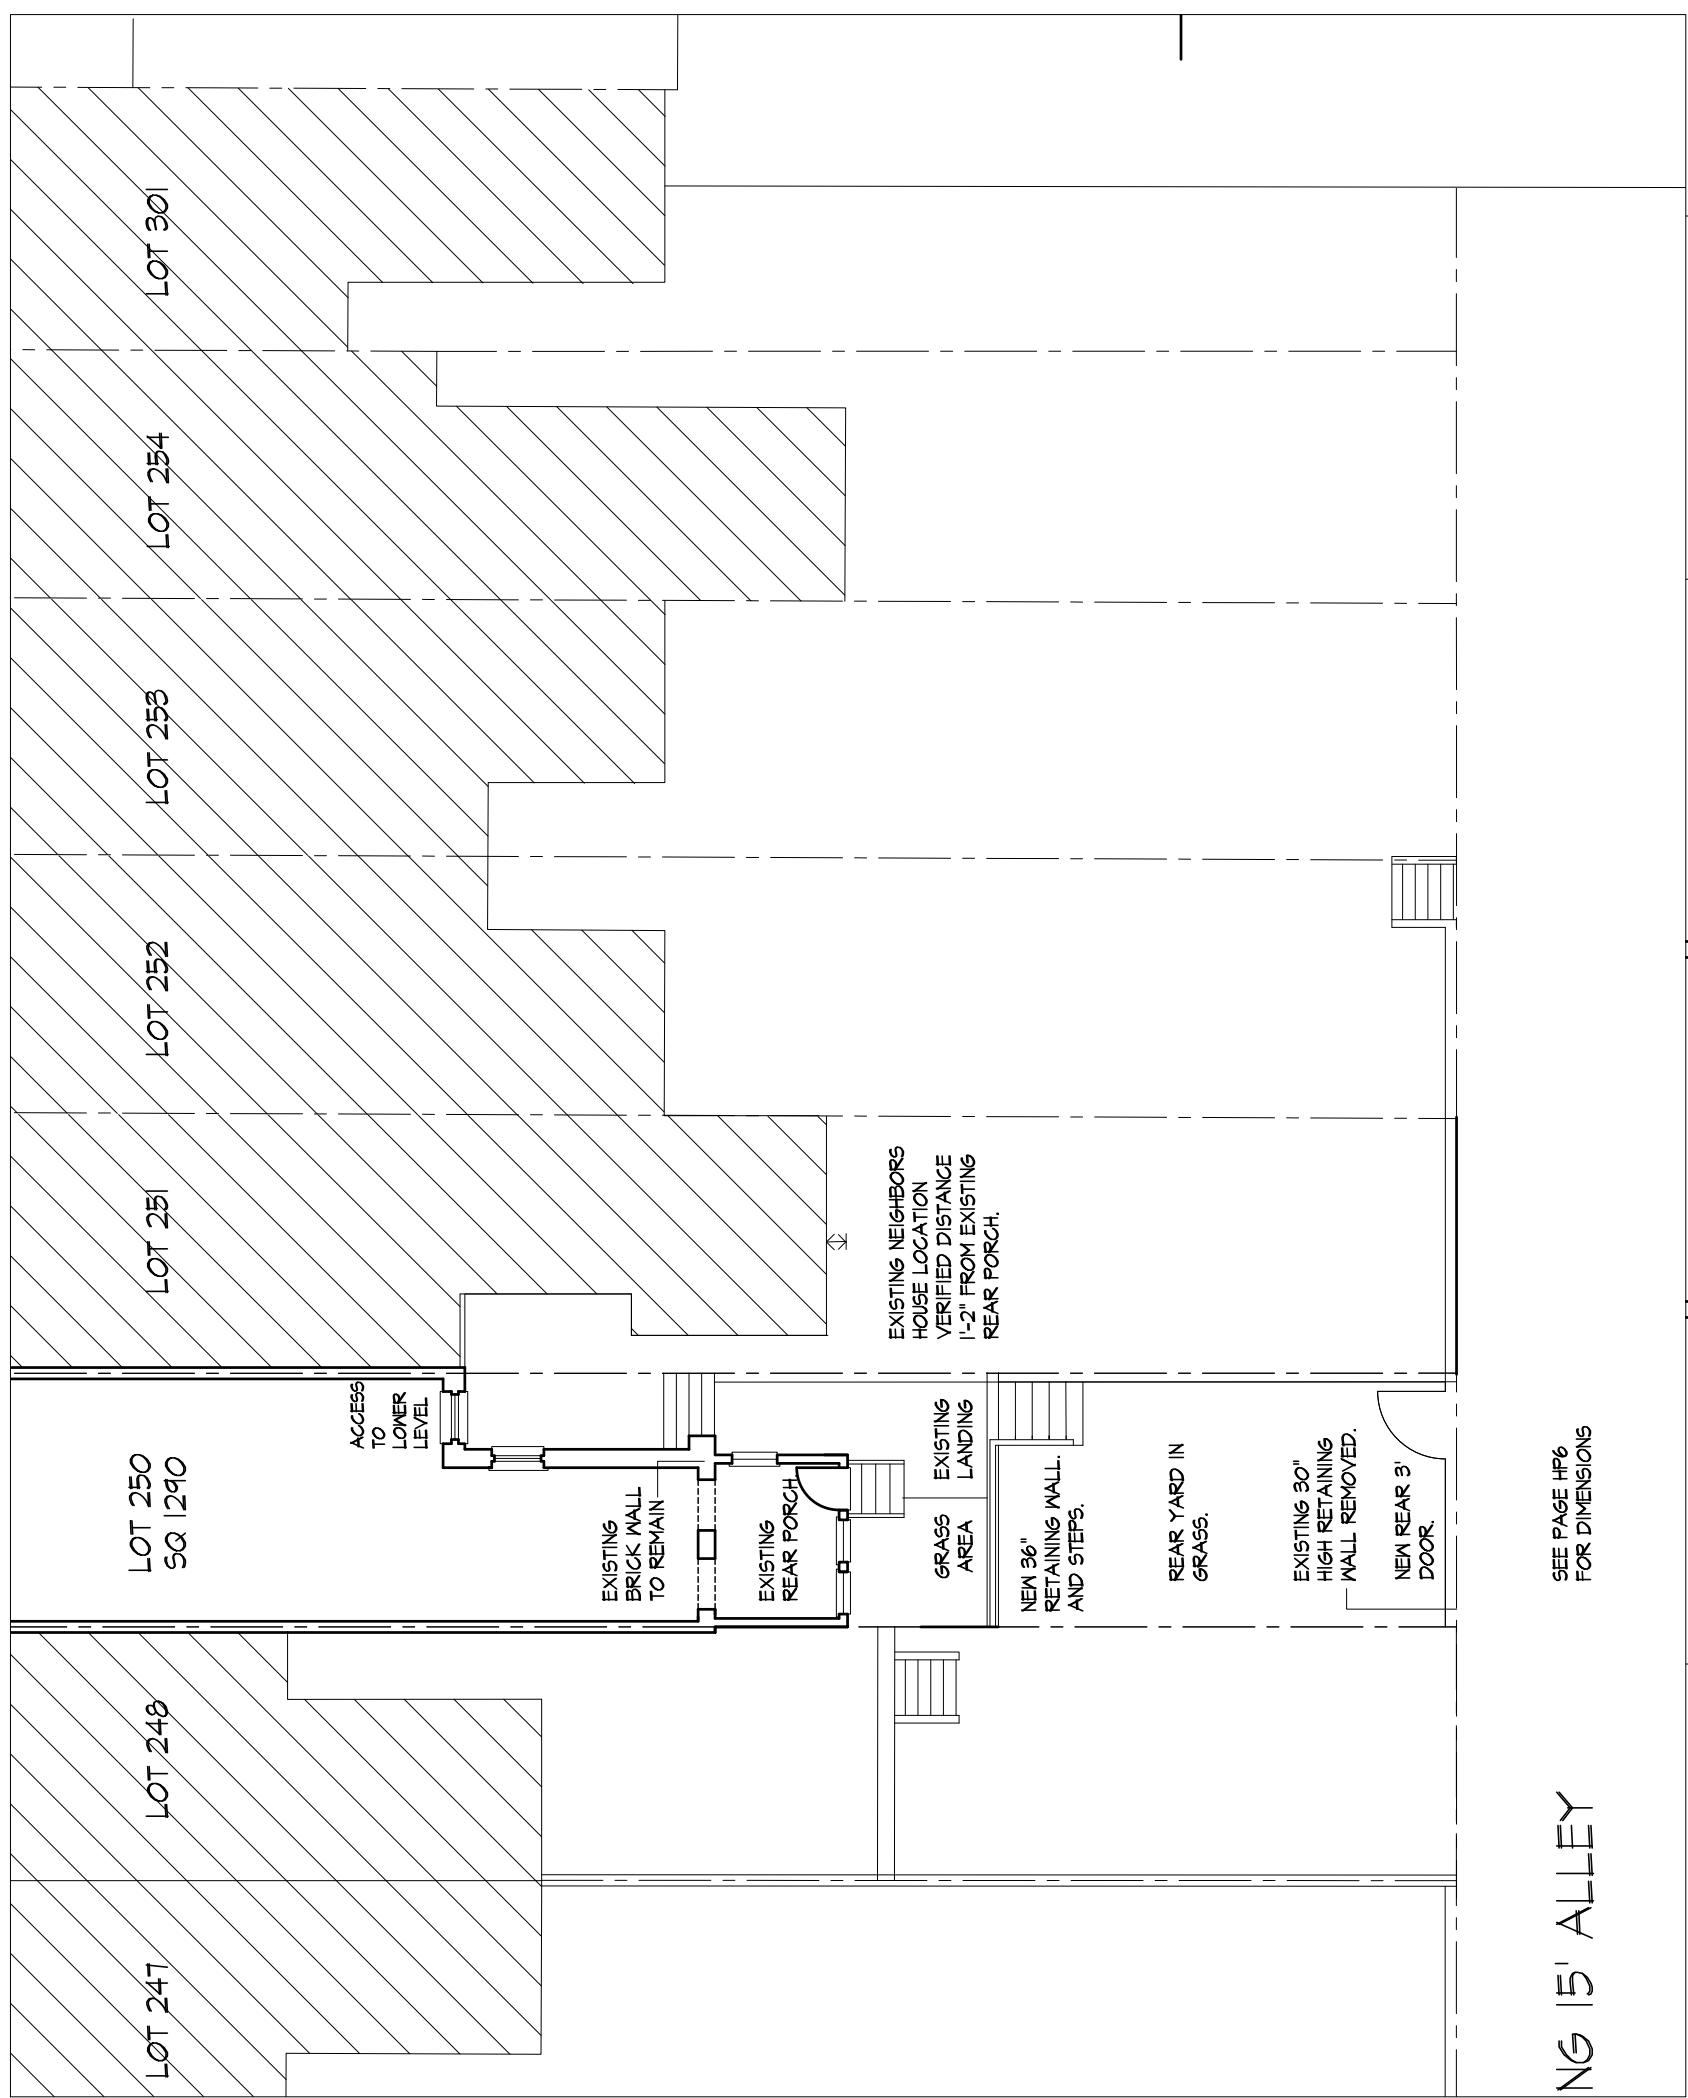 LOT 247
LOT 248
LOT 250
SQ 1290
LOT 251
LOT 252
LOT 253
LOT 254
LOT 301
ACCESS
TO
LOWER
LEVEL
EXISTING
BRICK WALL
TO REMAIN
EXISTING
REAR PORCH.
EXISTING NEIGHBORS
HOUSE LOCATION
VERIFIED DISTANCE
1'-2" FROM EXISTING
REAR PORCH.
GRASS
AREA
EXISTING
LANDING
NEW 36"
RETAINING WALL.
AND STEPS.
REAR YARD IN
GRASS.
EXISTING 30"
HIGH RETAINING
WALL REMOVED.
NEW REAR 3'
DOOR.
SEE PAGE HP6
FOR DIMENSIONS
NG 15' ALLEY